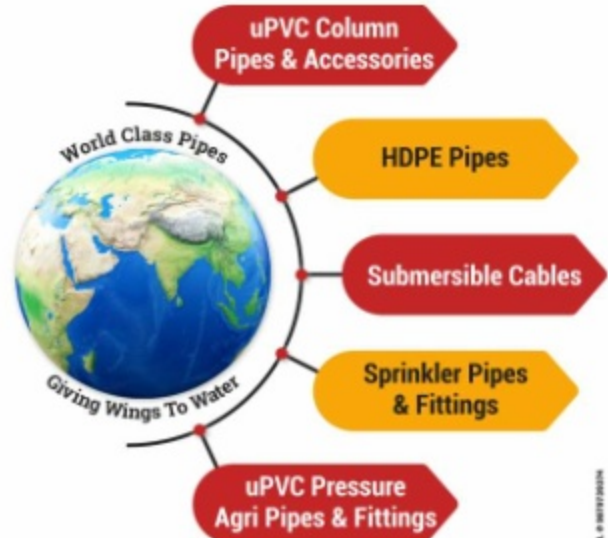 uPVC Column
Pipes & Accessories
World Class Pipes
HDPE Pipes
Submersible Cables
Giving Wings To Water
Sprinkler Pipes
& Fittings
uPVC Pressure
Agri Pipes & Fittings